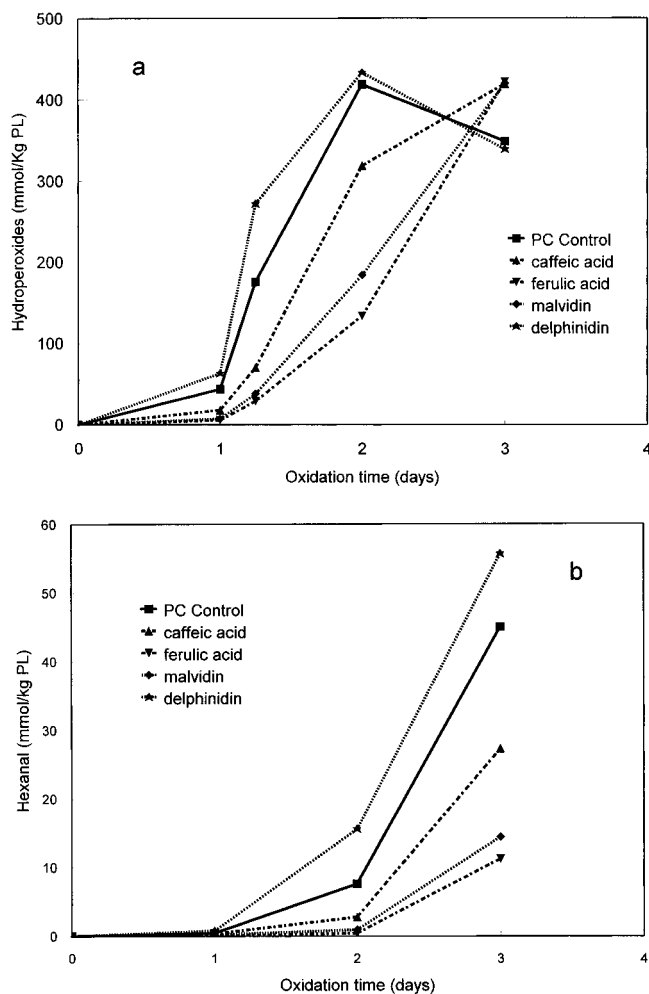 500
a
400
Hydroperoxides (mmol/Kg PL)
300
200
100
0
PC Control
caffeic acid
ferulic acid
malvidin
delphinidin
0 1 2 3 4
Oxidation time (days)
60
b
50
PC Control
caffeic acid
ferulic acid
malvidin
delphinidin
40
Hexanal (mmol/kg PL)
30
20
10
0
0 1 2 3 4
Oxidation time (days)